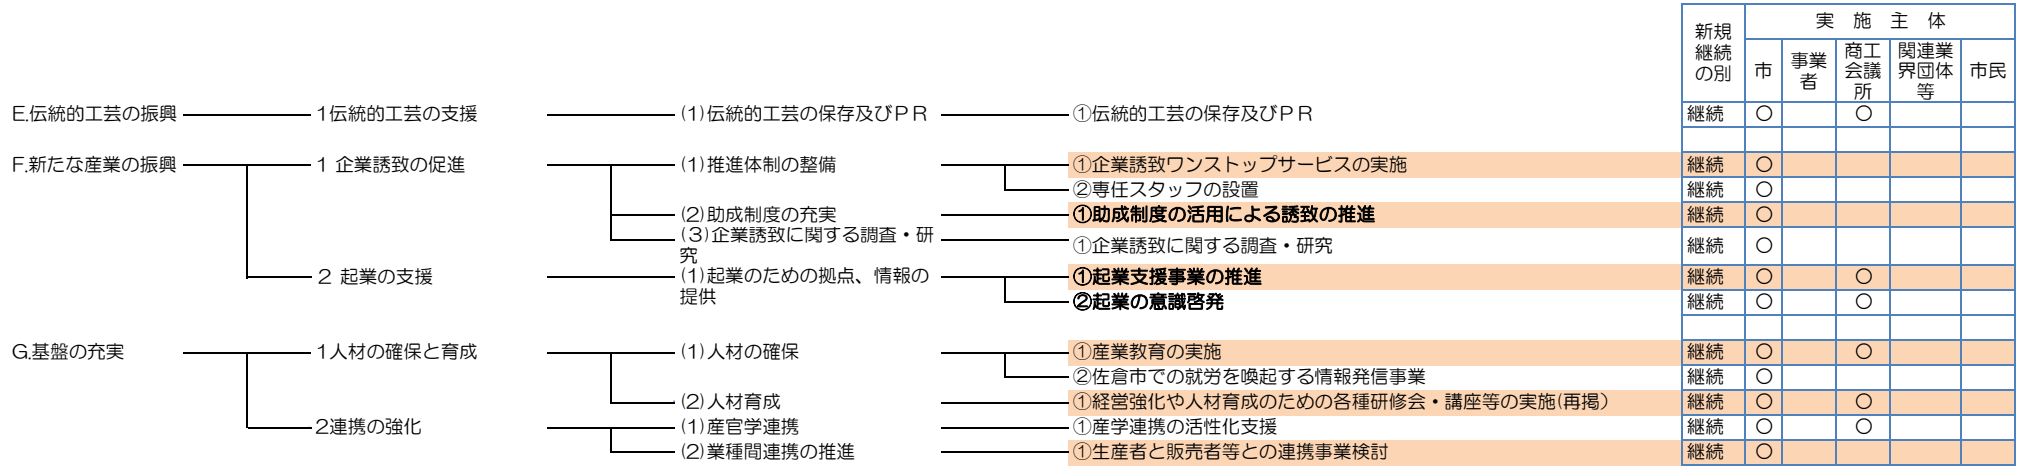 新規継続の別 実　施　主　体
市 事業者 商工会議所 関連業界団体等 市民
E.伝統的工芸の振興 1伝統的工芸の支援 (1)伝統的工芸の保存及びＰＲ ①伝統的工芸の保存及びＰＲ 継続 ○ ○
F.新たな産業の振興 1 企業誘致の促進 (1)推進体制の整備 ①企業誘致ワンストップサービスの実施 継続 ○
②専任スタッフの設置 継続 ○
(2)助成制度の充実 ①助成制度の活用による誘致の推進 継続 ○
(3)企業誘致に関する調査・研究 ①企業誘致に関する調査・研究 継続 ○
2 起業の支援 (1)起業のための拠点、情報の提供 ①起業支援事業の推進 継続 ○ ○
②起業の意識啓発 継続 ○ ○
G.基盤の充実 1人材の確保と育成 (1)人材の確保 ①産業教育の実施 継続 ○ ○
②佐倉市での就労を喚起する情報発信事業 継続 ○
(2)人材育成 ①経営強化や人材育成のための各種研修会・講座等の実施(再掲） 継続 ○ ○
2連携の強化 (1)産官学連携 ①産学連携の活性化支援 継続 ○ ○
(2)業種間連携の推進 ①生産者と販売者等との連携事業検討 継続 ○